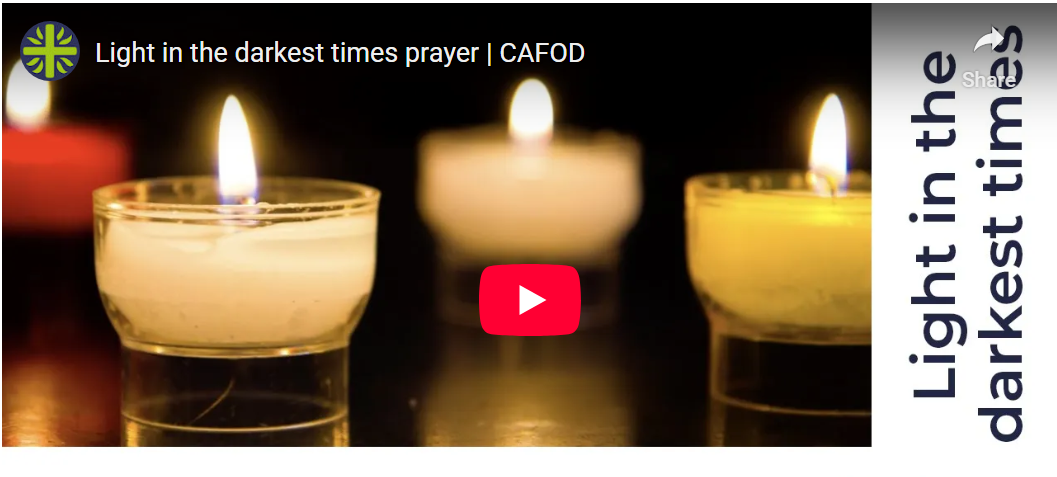 Light in the darkest times prayer | CAFOD
Share
Light in the
darkest times